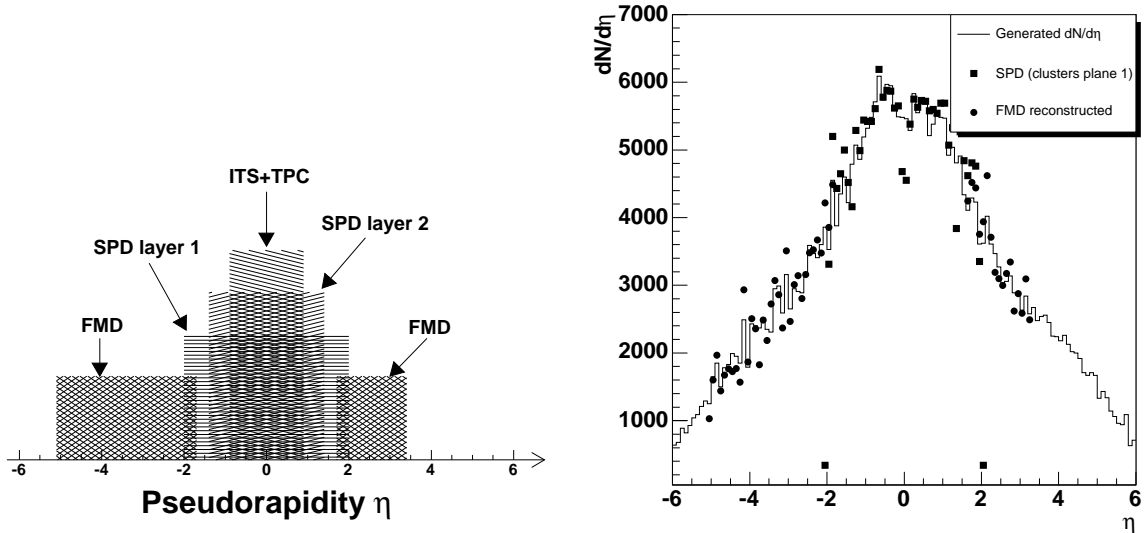 ITS+TPC
SPD layer 2
SPD layer 1
FMD
FMD
-6 -4 -2 0 2 4 6
Pseudorapidity η
dN/dη
7000
6000
5000
4000
3000
2000
1000
Generated dN/dη
SPD (clusters plane 1)
FMD reconstructed
-6 -4 -2 0 2 4 6
η